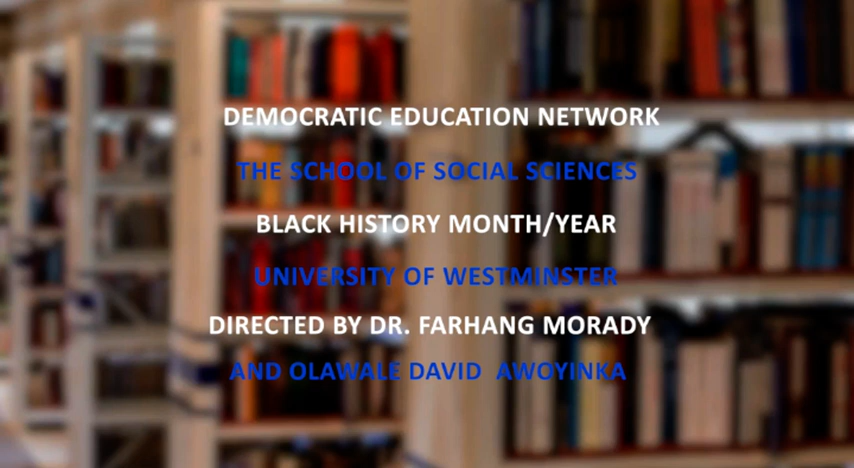 DEMOCRATIC EDUCATION NETWORK
THE SCHOOL OF SOCIAL SCIENCES
BLACK HISTORY MONTH/YEAR
UNIVERSITY OF WESTMINSTER
DIRECTED BY DR. FARHANG MORADY
AND OLAWALE DAVID  AWOYINKA